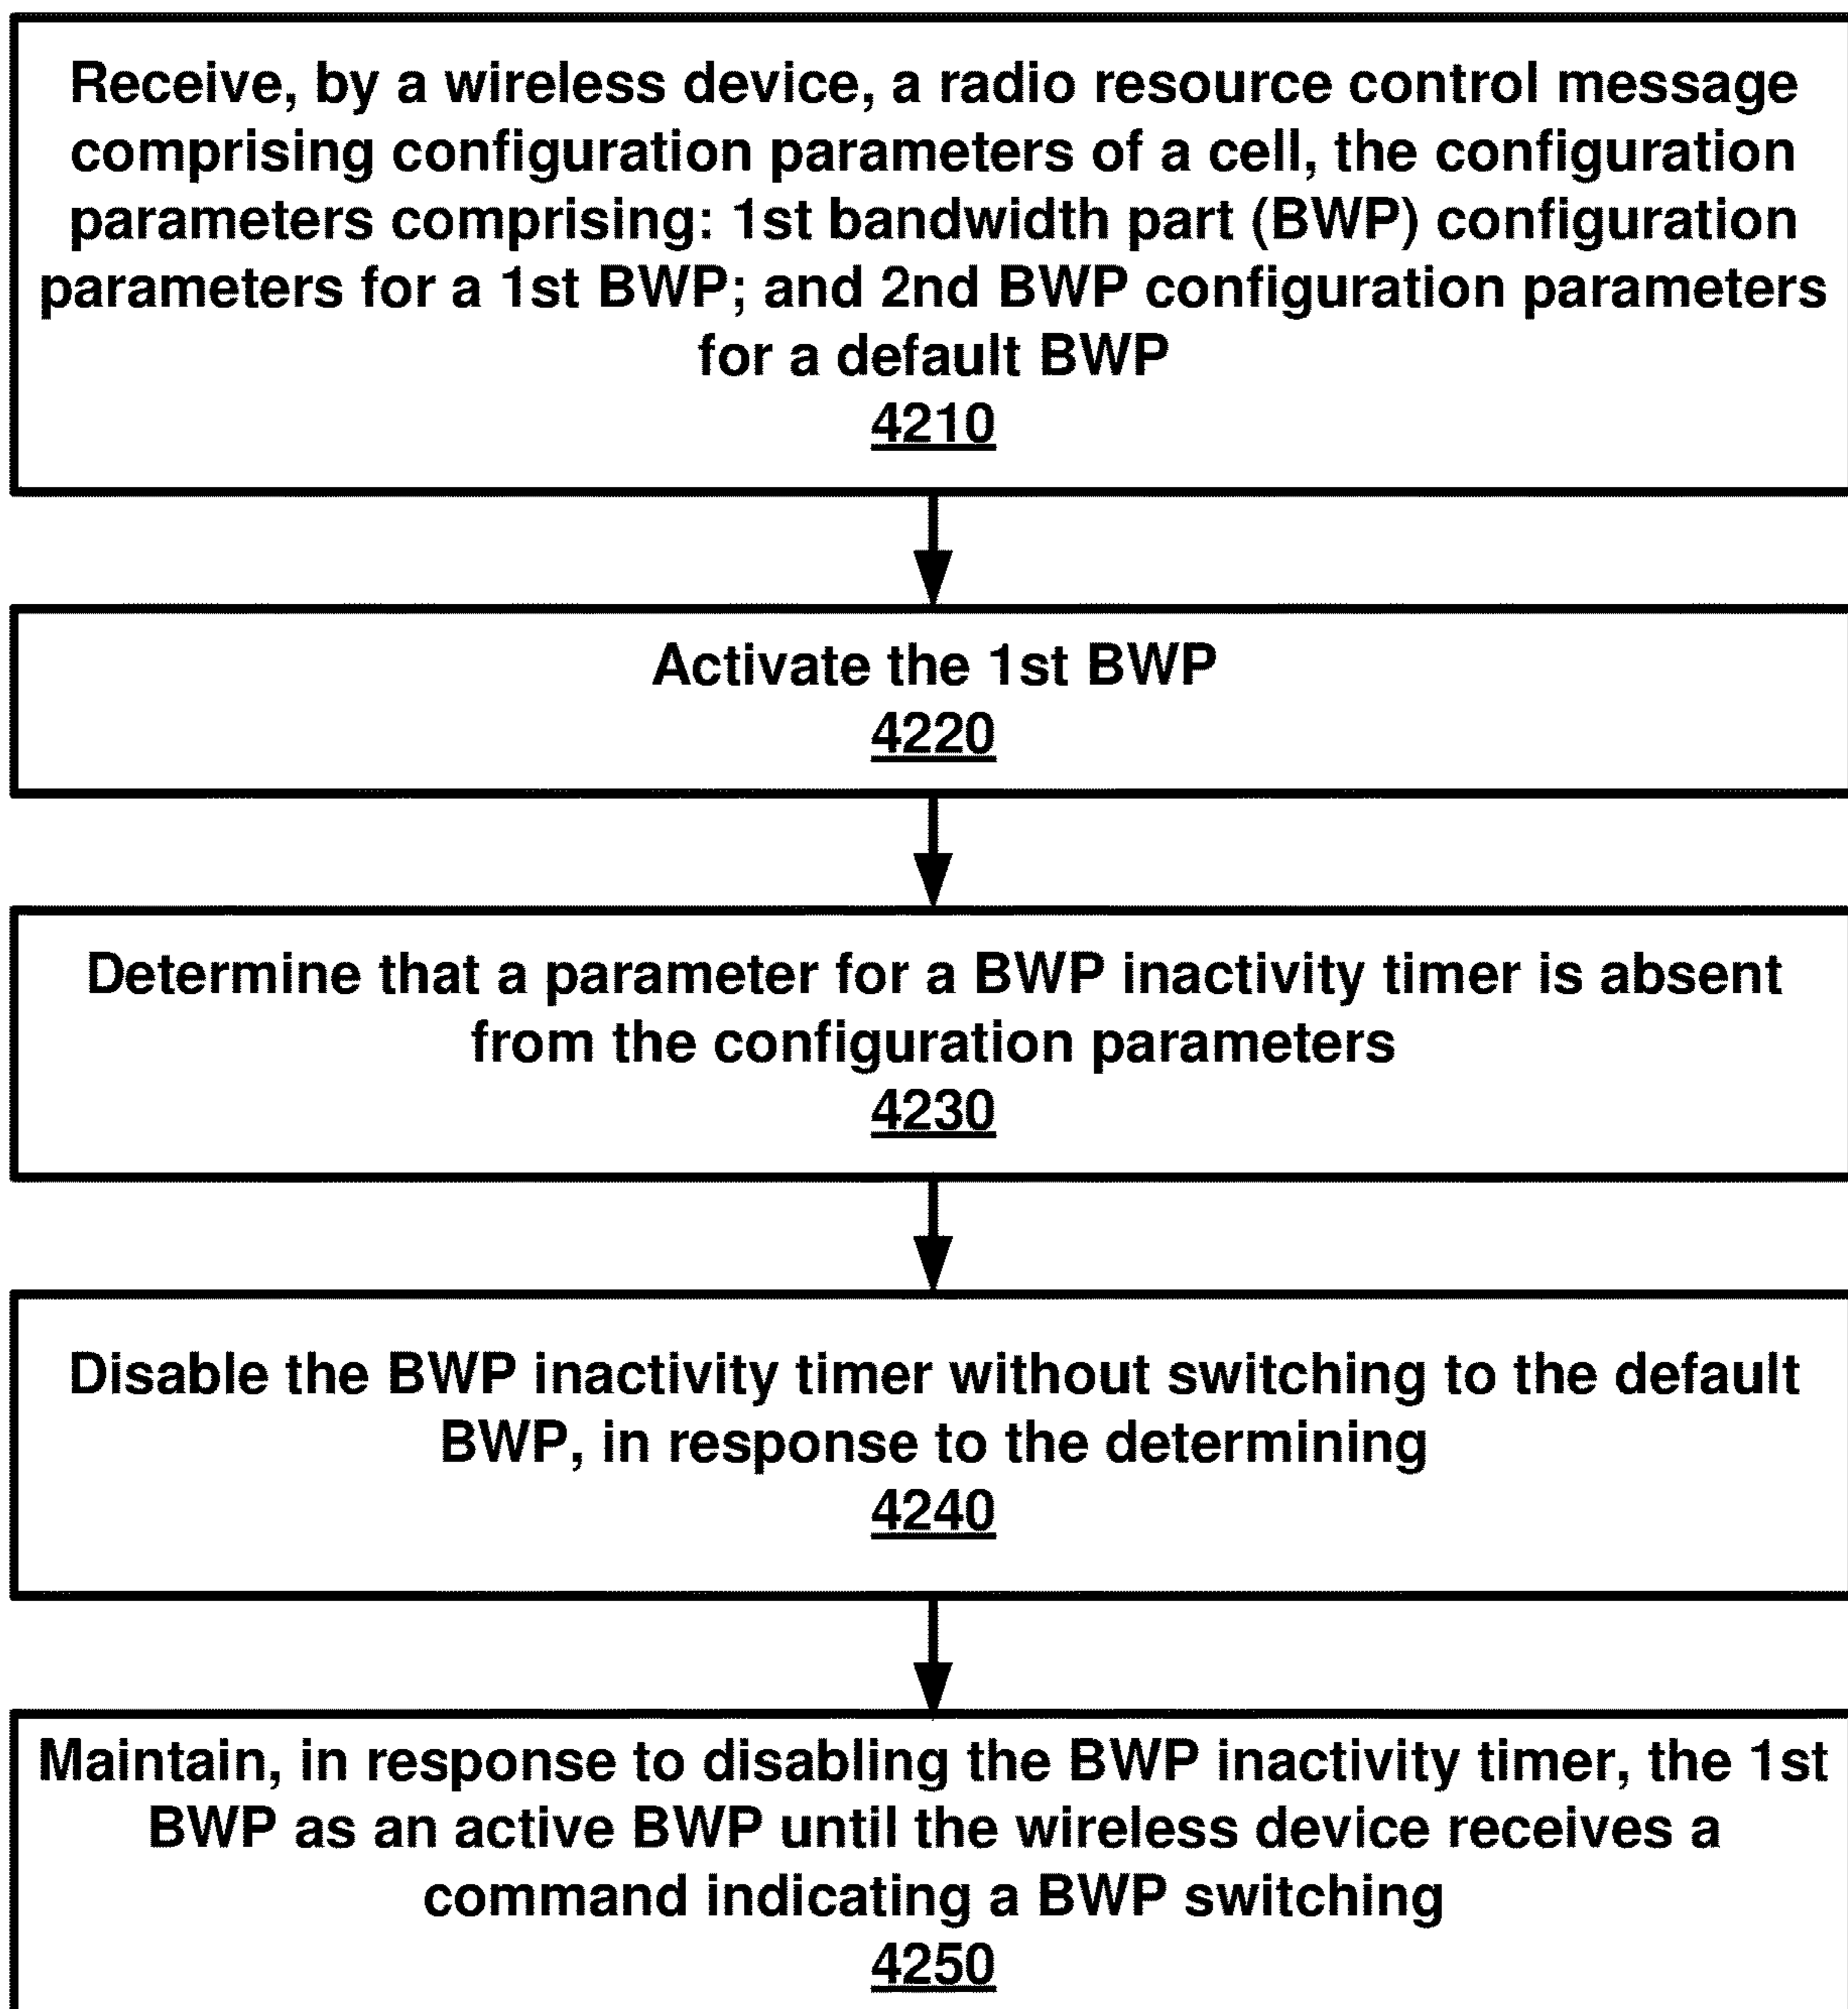 Receive, by a wireless device, a radio resource control message
comprising configuration parameters of a cell, the configuration
parameters comprising: 1st bandwidth part (BWP) configuration
parameters for a 1st BWP; and 2nd BWP configuration parameters
for a default BWP
4210
Activate the 1st BWP
4220
Determine that a parameter for a BWP inactivity timer is absent
from the configuration parameters
4230
Disable the BWP inactivity timer without switching to the default
BWP, in response to the determining
4240
Maintain, in response to disabling the BWP inactivity timer, the 1st
BWP as an active BWP until the wireless device receives a
command indicating a BWP switching
4250